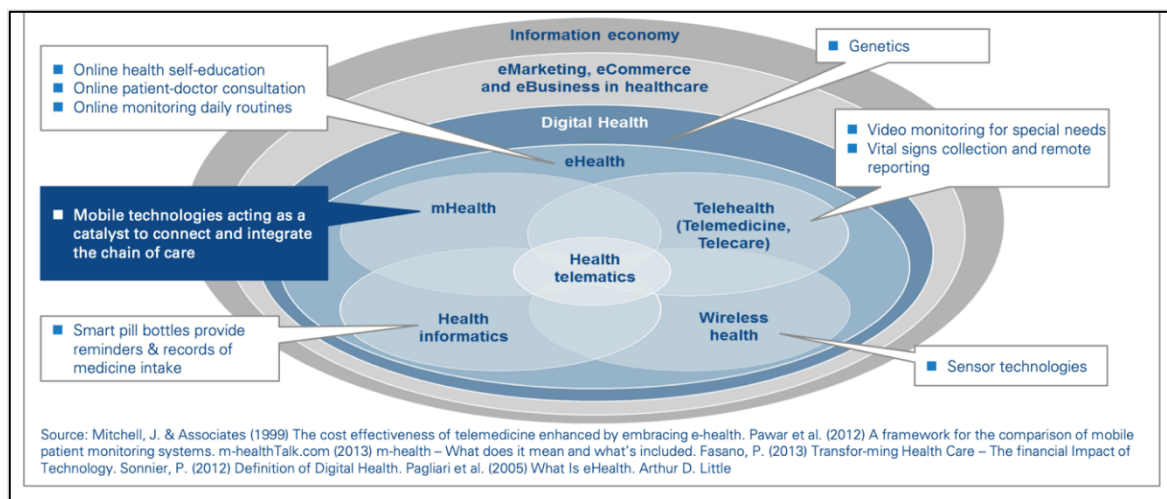 Information economy
eMarketing, eCommerce
and eBusiness in healthcare
Digital Health
eHealth
mHealth
Telehealth
(Telemedicine,
Telecare)
Health
telematics
Health
informatics
Wireless
health
Online health self-education
Online patient-doctor consultation
Online monitoring daily routines
Genetics
Video monitoring for special needs
Vital signs collection and remote
reporting
Mobile technologies acting as a
catalyst to connect and integrate
the chain of care
Smart pill bottles provide
reminders & records of
medicine intake
Sensor technologies
Source: Mitchell, J. & Associates (1999) The cost effectiveness of telemedicine enhanced by embracing e-health. Pawar et al. (2012) A framework for the comparison of mobile
patient monitoring systems. m-healthTalk.com (2013) m-health – What does it mean and what's included. Fasano, P. (2013) Transfor-ming Health Care – The financial Impact of
Technology. Sonnier, P. (2012) Definition of Digital Health. Pagliari et al. (2005) What Is eHealth. Arthur D. Little